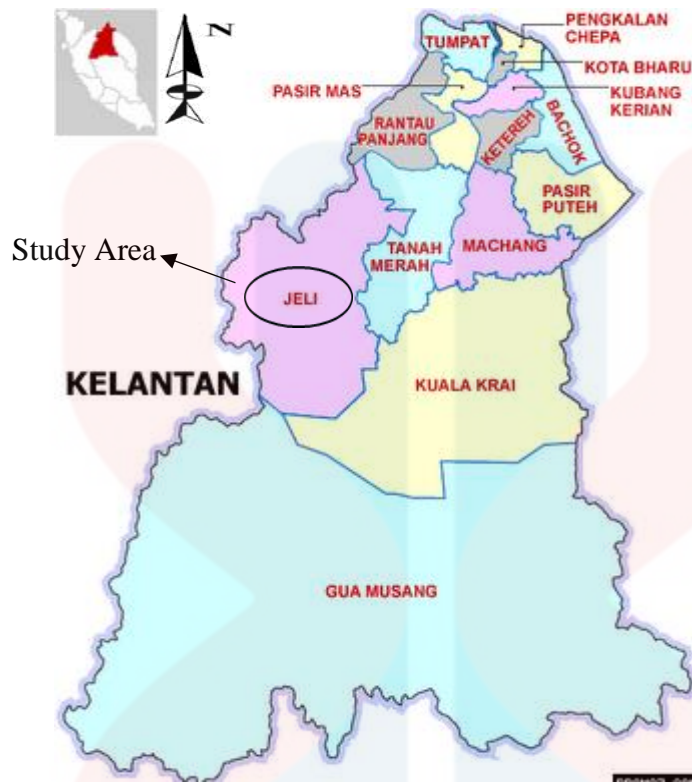 N
TUMPAT
PENGKALAN
CHEPA
KOTA BHARU
PASIR MAS
KUBANG
KERIAN
RANTAU
PANJANG
KETEREH
BACHOK
PASIR
PUTEH
Study Area
TANAH
MERAH
MACHANG
JELI
KELANTAN
KUALA KRAI
GUA MUSANG